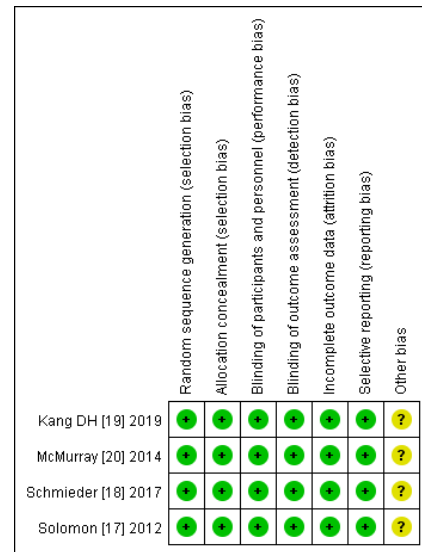 Random sequence generation (selection bias)
Allocation concealment (selection bias)
Blinding of participants and personnel (performance bias)
Blinding of outcome assessment (detection bias)
Incomplete outcome data (attrition bias)
Selective reporting (reporting bias)
Other bias
Kang DH [19] 2019 + + + + + + ?
McMurray [20] 2014 + + + + + + ?
Schmieder [18] 2017 + + + + + + ?
Solomon [17] 2012 + + + + + + ?